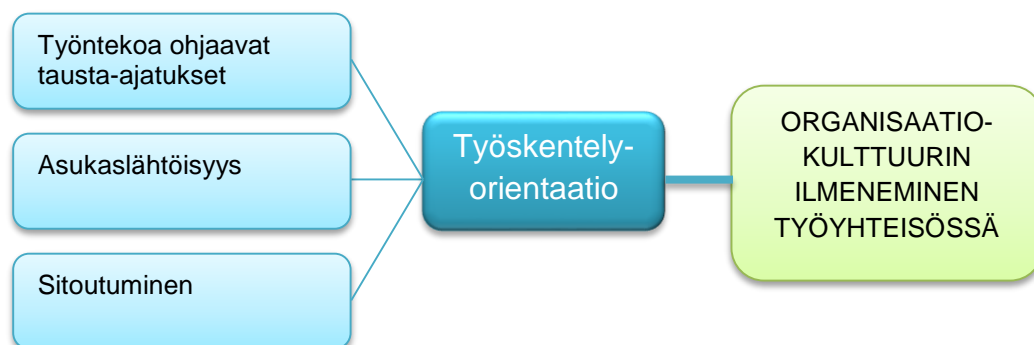 Työntekoa ohjaavat
tausta-ajatukset
Asukaslähtöisyys
Sitoutuminen
Työskentely-
orientaatio
ORGANISAATIO-
KULTTUURIN
ILMENEMINEN
TYÖYHTEISÖSSÄ